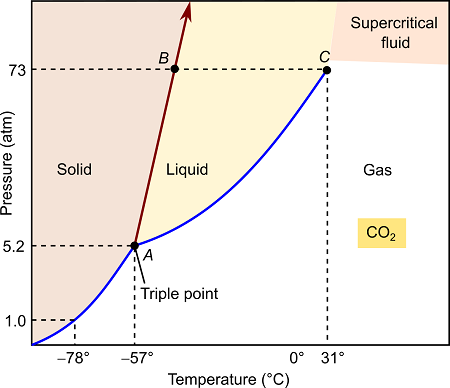 Supercritical
fluid
B
C
73
Solid
Liquid
Gas
Pressure (atm)
CO₂
5.2
A
Triple point
1.0
–78°
–57°
0°
31°
Temperature (°C)